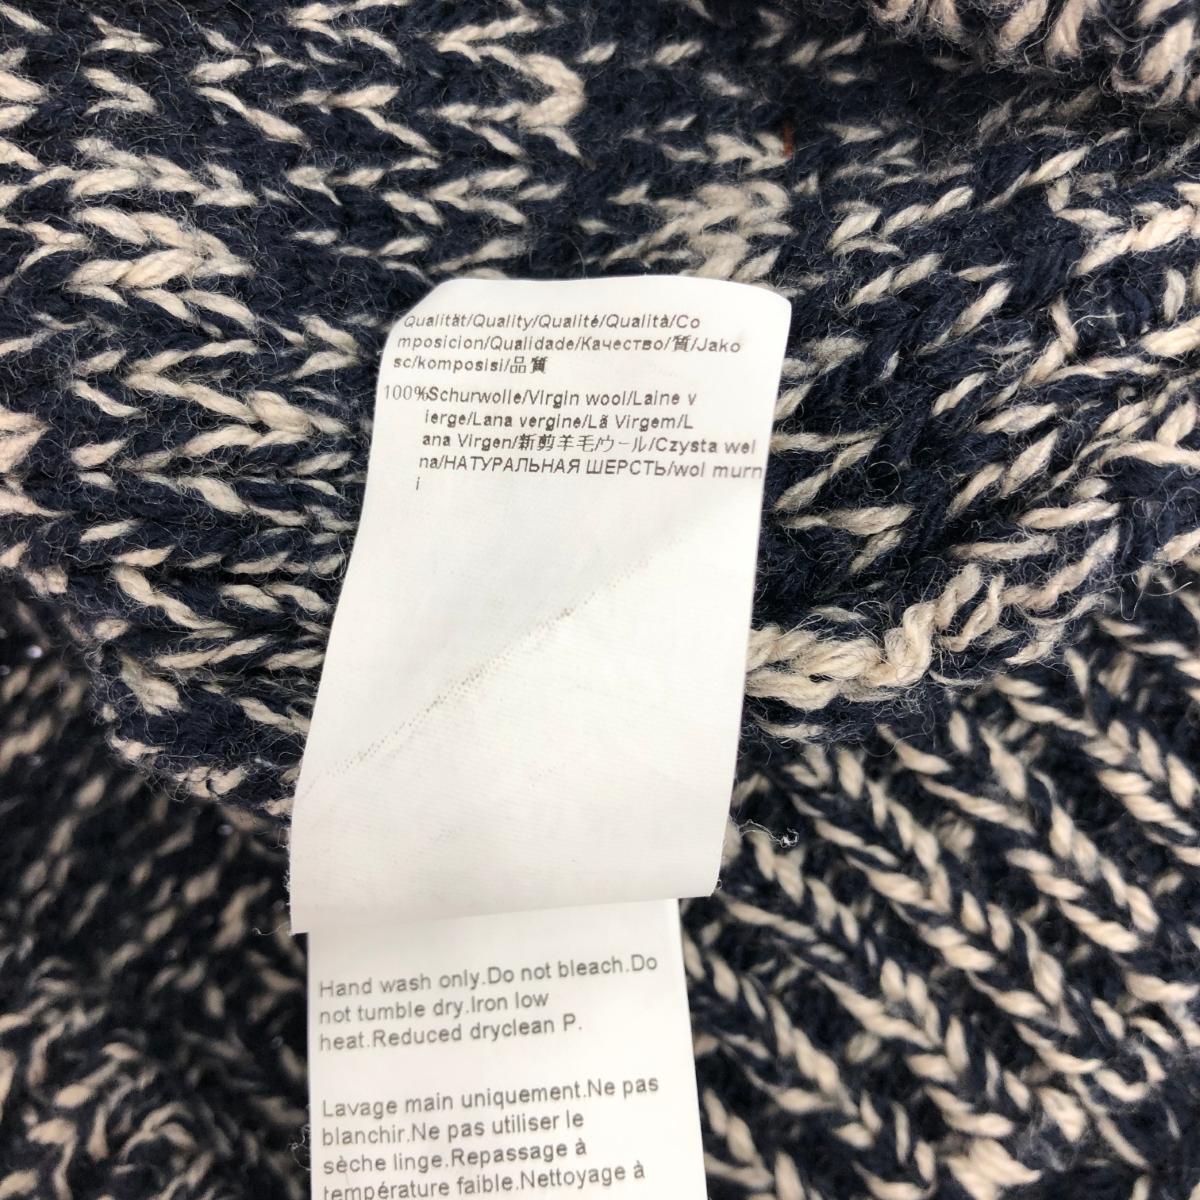 Qualität/Quality/Qualité/Qualità/Co
mposicion/Qualidade/Качество/質/Jako
sc/komposisi/品質
100%Schurwolle/Virgin wool/Laine v
ierge/Lana vergine/Lã Virgem/L
ana Virgen/新剪羊毛/ウール/Czysta wel
na/НАТУРАЛЬНАЯ ШЕРСТЬ/wol murn
i
Hand wash only.Do not bleach.Do
not tumble dry.Iron low
heat.Reduced dryclean P.
Lavage main uniquement.Ne pas
blanchir.Ne pas utiliser le
sèche linge.Repassage à
température faible.Nettoyage à